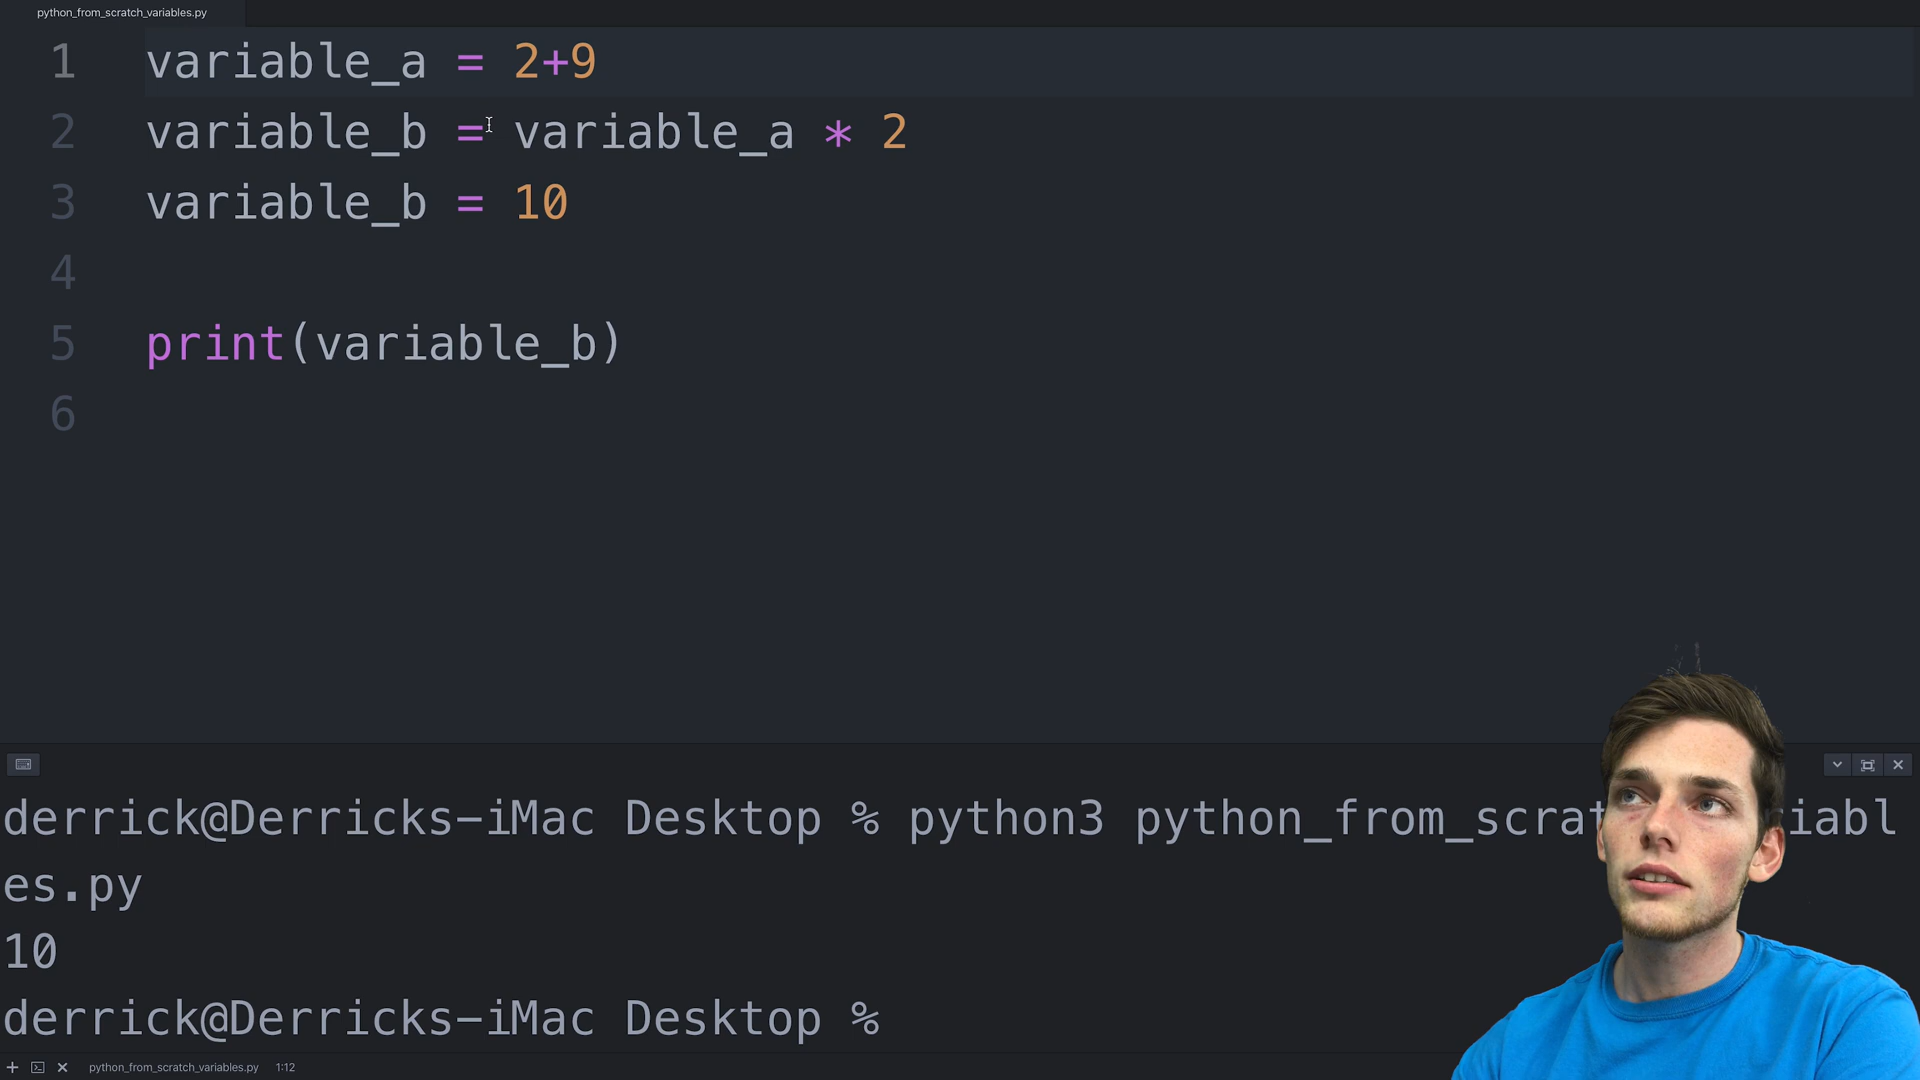 python_from_scratch_variables.py
1 variable_a = 2+9
2 variable_b = variable_a * 2
3 variable_b = 10
4
5 print(variable_b)
6
derrick@Derricks-iMac Desktop % python3 python_from_scrat iabl
es.py
10
derrick@Derricks-iMac Desktop %
python_from_scratch_variables.py 1:12